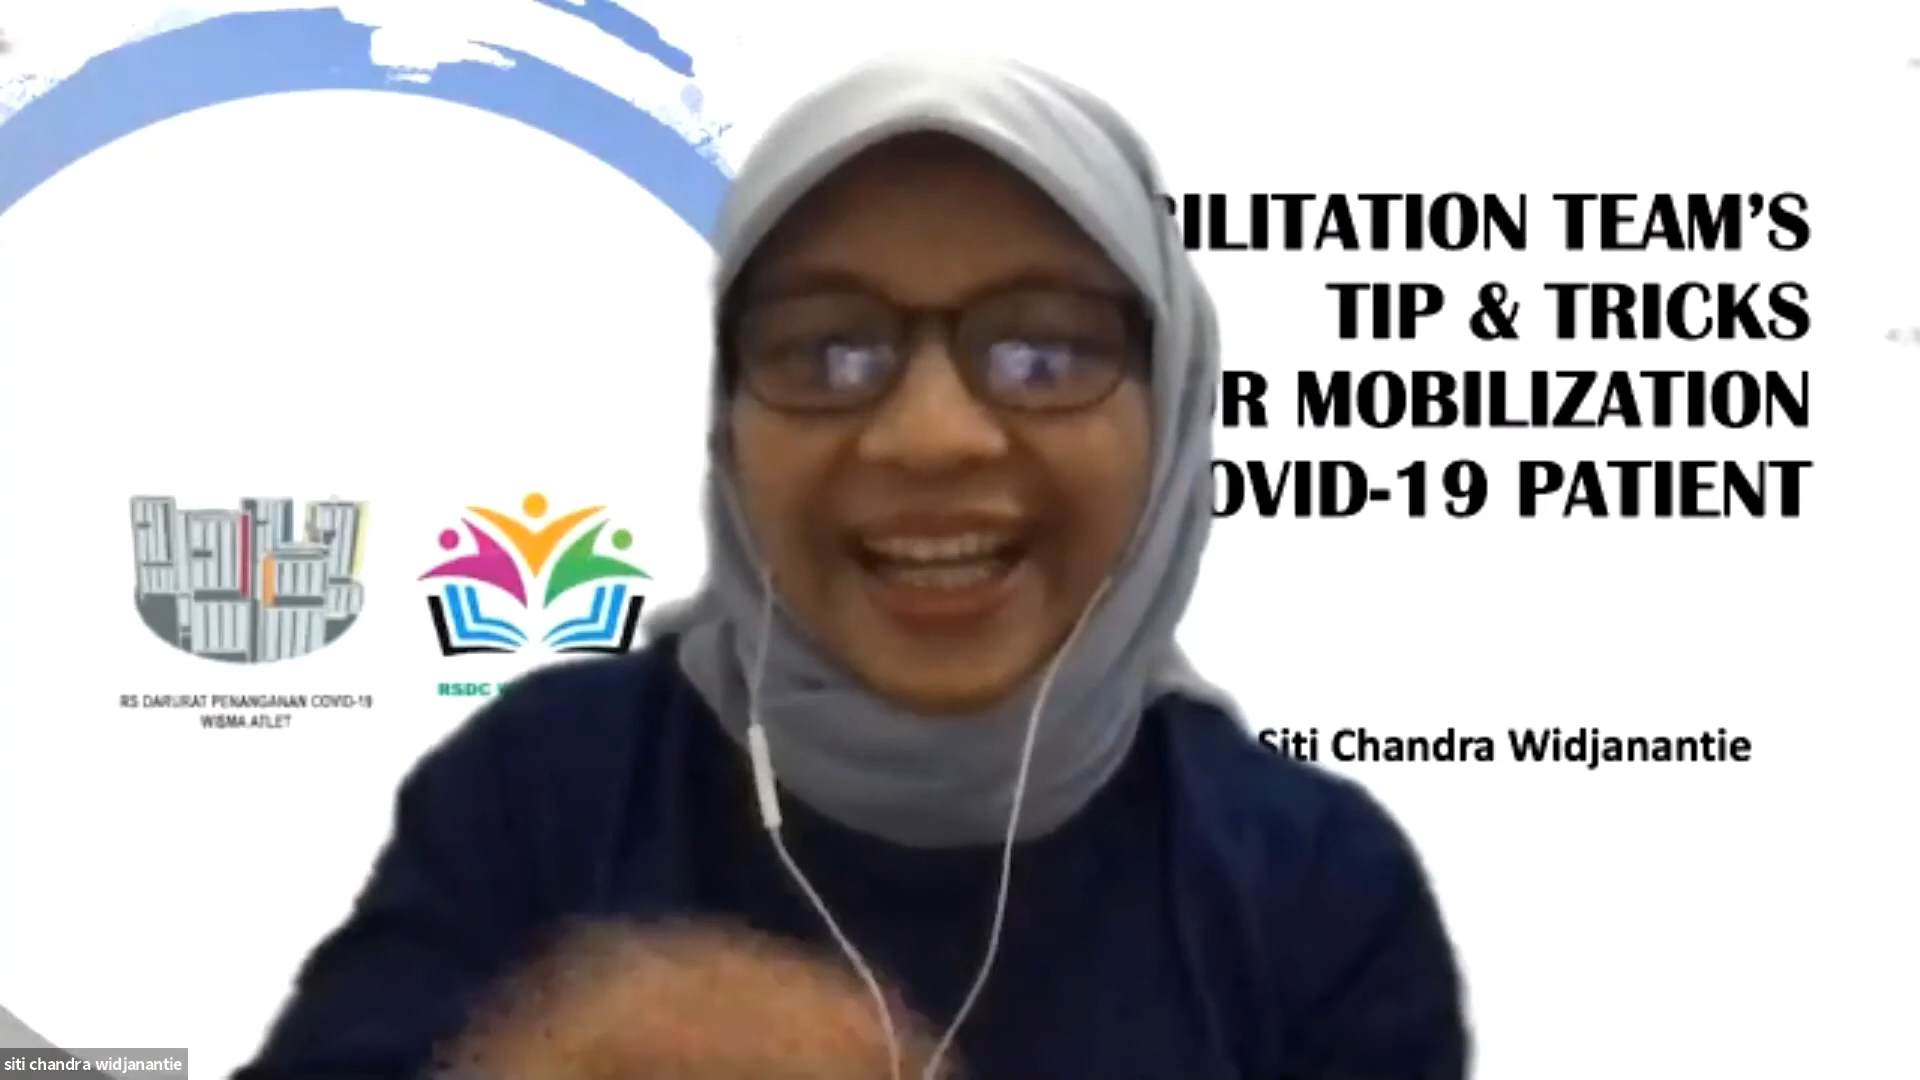 ILITATION TEAM'S
TIP & TRICKS
R MOBILIZATION
OVID-19 PATIENT
RS DARURAT PENANGANAN COVID-19
WISMA ATLET
RSDC
Siti Chandra Widjanantie
siti chandra widjanantie